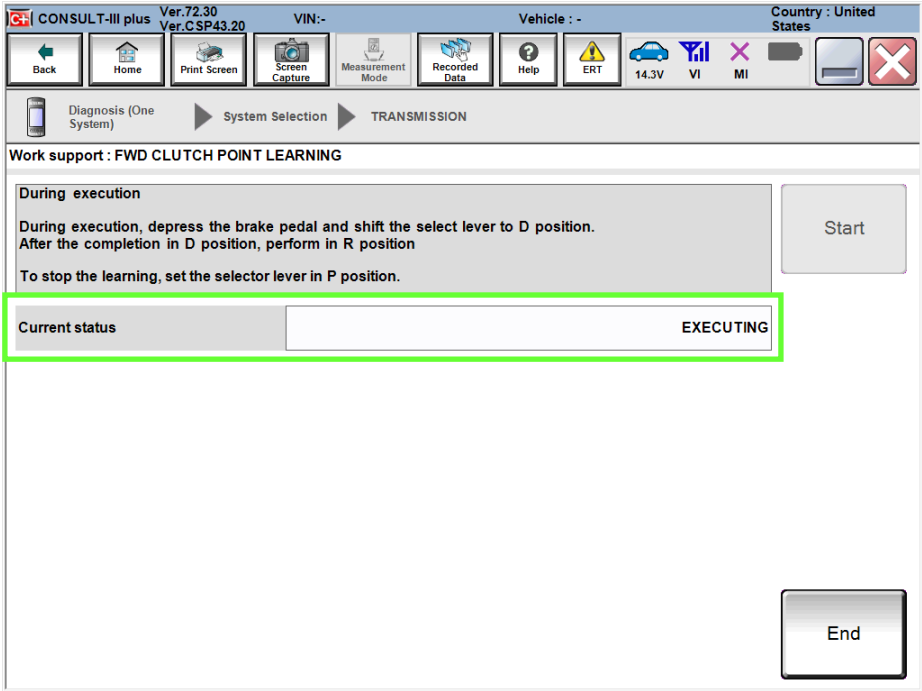 C+ CONSULT-III plus Ver.72.30 VIN:- Vehicle : - Country : United
Ver.CSP43.20 States
Back
Home
Print Screen
Screen
Capture
Measurement
Mode
Recorded
Data
Help
ERT
14.3V
VI
MI
Diagnosis (One
System)
System Selection
TRANSMISSION
Work support : FWD CLUTCH POINT LEARNING
During execution
During execution, depress the brake pedal and shift the select lever to D position.
After the completion in D position, perform in R position
To stop the learning, set the selector lever in P position.
Start
Current status EXECUTING
End